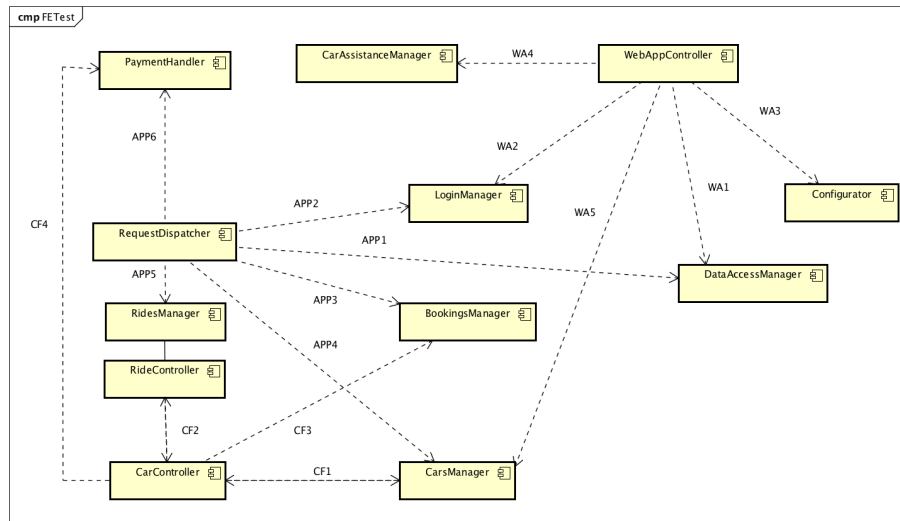 cmp FETest
PaymentHandler
CarAssistanceManager
WA4
WebAppController
APP6
WA2
WA3
LoginManager
WA1
Configurator
APP2
WA5
CF4
RequestDispatcher
APP1
APP5
DataAccessManager
APP3
RidesManager
BookingsManager
APP4
RideController
CF2
CF3
CarController
CF1
CarsManager